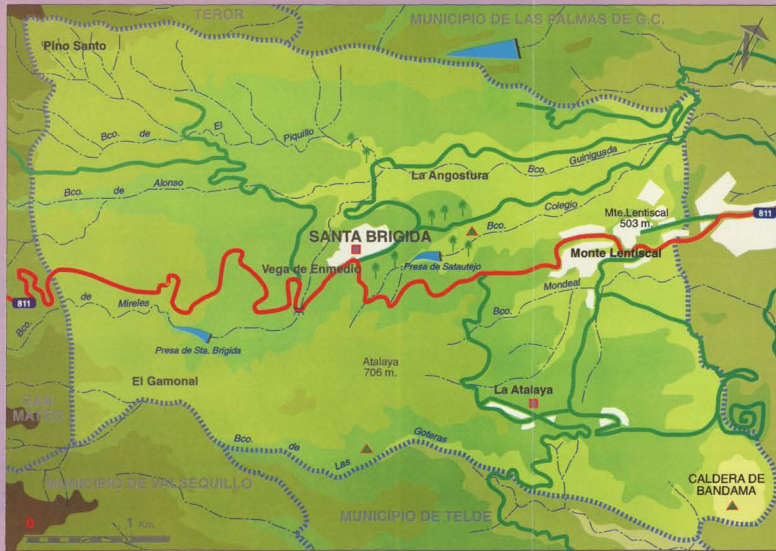 TEROR
MUNICIPIO DE LAS PALMAS DE G.C.
Pino Santo
Bco. de El Piquillo
Bco. Guiniguada
La Angostura
Bco. de Alonso
Colegio
Mte.Lentiscal
503 m.
811
SANTA BRIGIDA
Monte Lentiscal
Vega de Enmedio
Presa de Satautejo
Mondeal
811
Bco. de Mireles
Bco.
Presa de Sta. Brigida
Atalaya
706 m.
El Gamonal
La Atalaya
SAN
MATEO
Bco. de Las Goteras
CALDERA DE
BANDAMA
MUNICIPIO DE VALSEQUILLO
MUNICIPIO DE TELDE
0 1 Km.